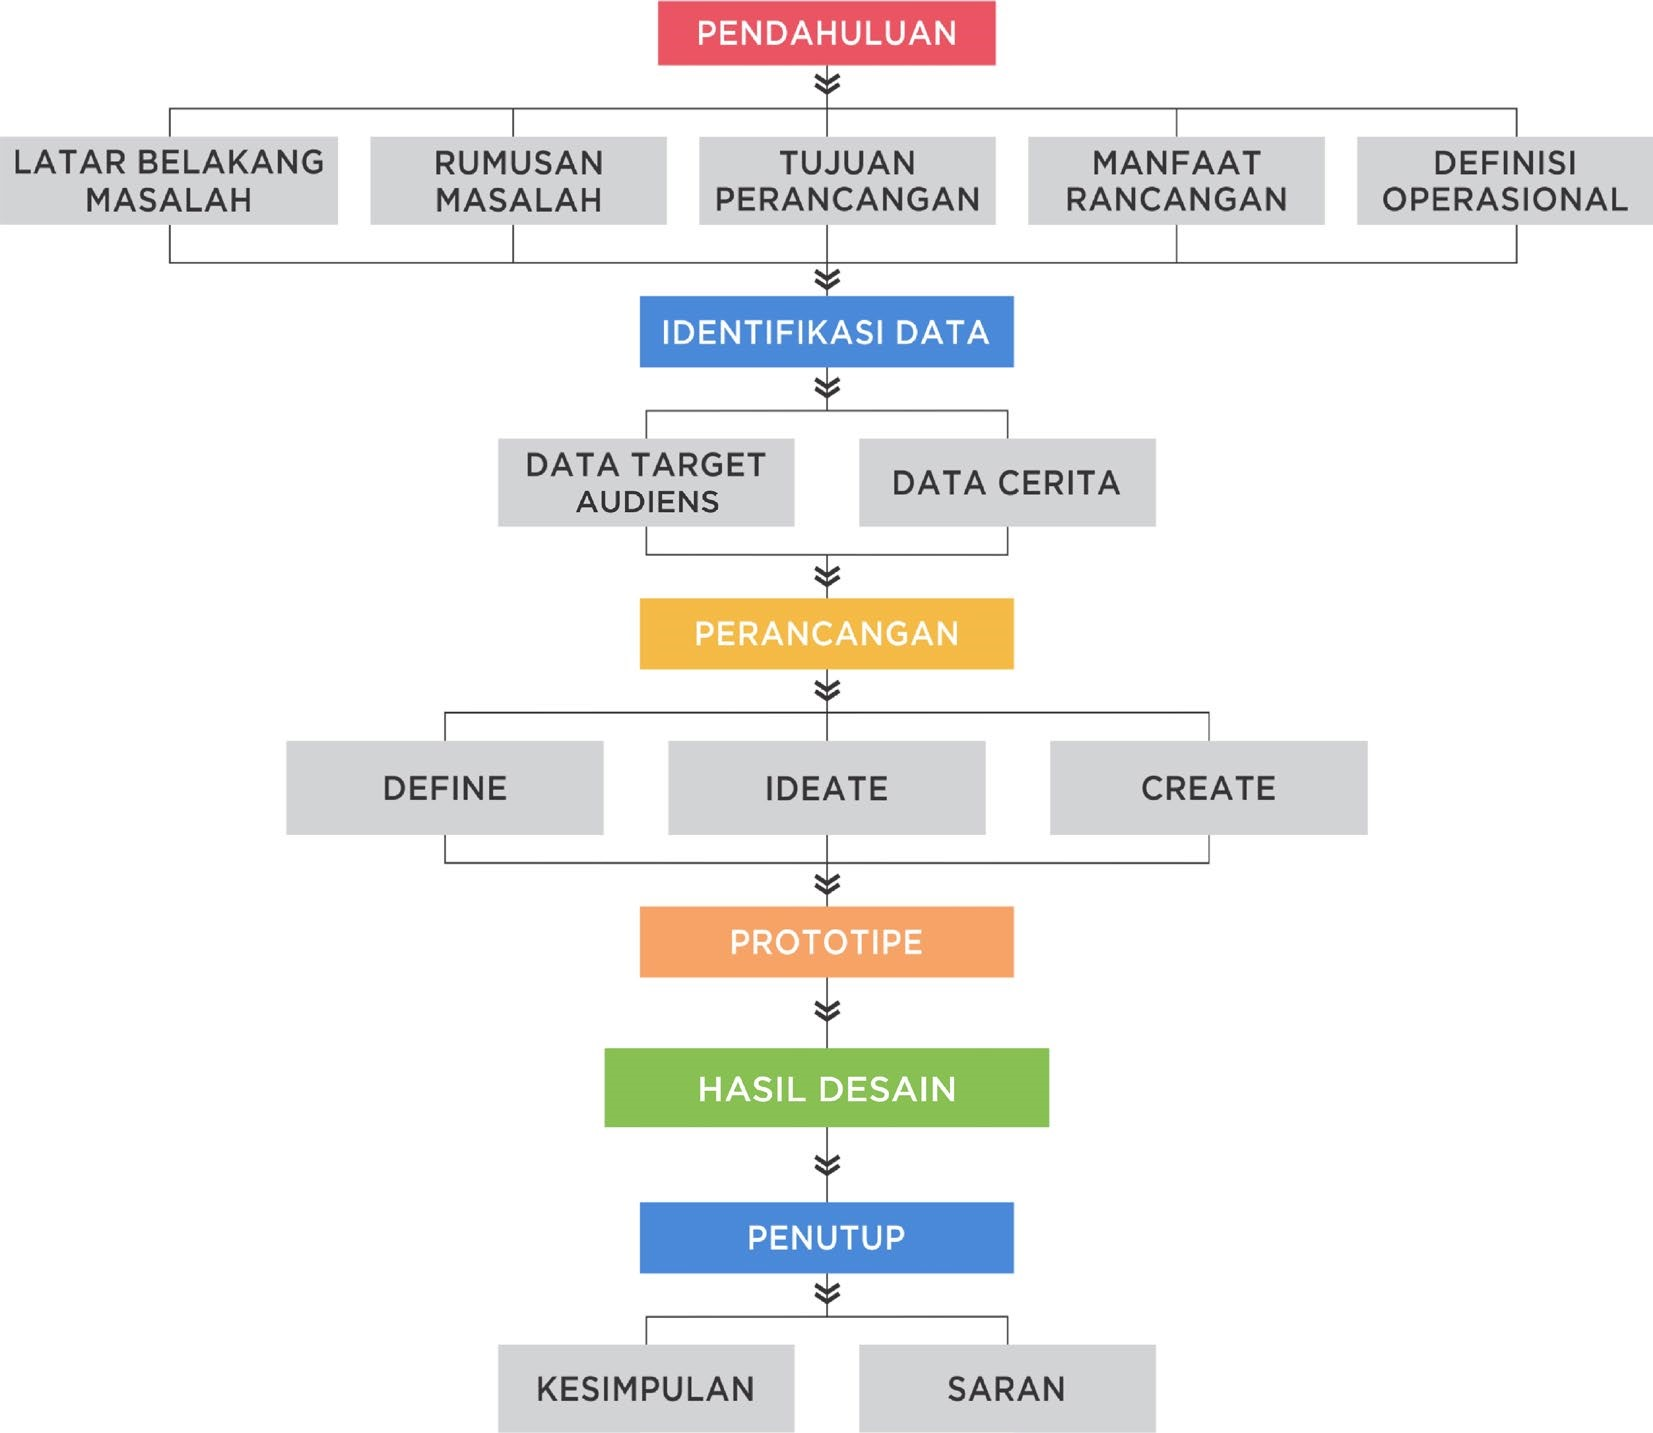 PENDAHULUAN
LATAR BELAKANG
MASALAH
RUMUSAN
MASALAH
TUJUAN
PERANCANGAN
MANFAAT
RANCANGAN
DEFINISI
OPERASIONAL
IDENTIFIKASI DATA
DATA TARGET
AUDIENS
DATA CERITA
PERANCANGAN
DEFINE
IDEATE
CREATE
PROTOTIPE
HASIL DESAIN
PENUTUP
KESIMPULAN
SARAN